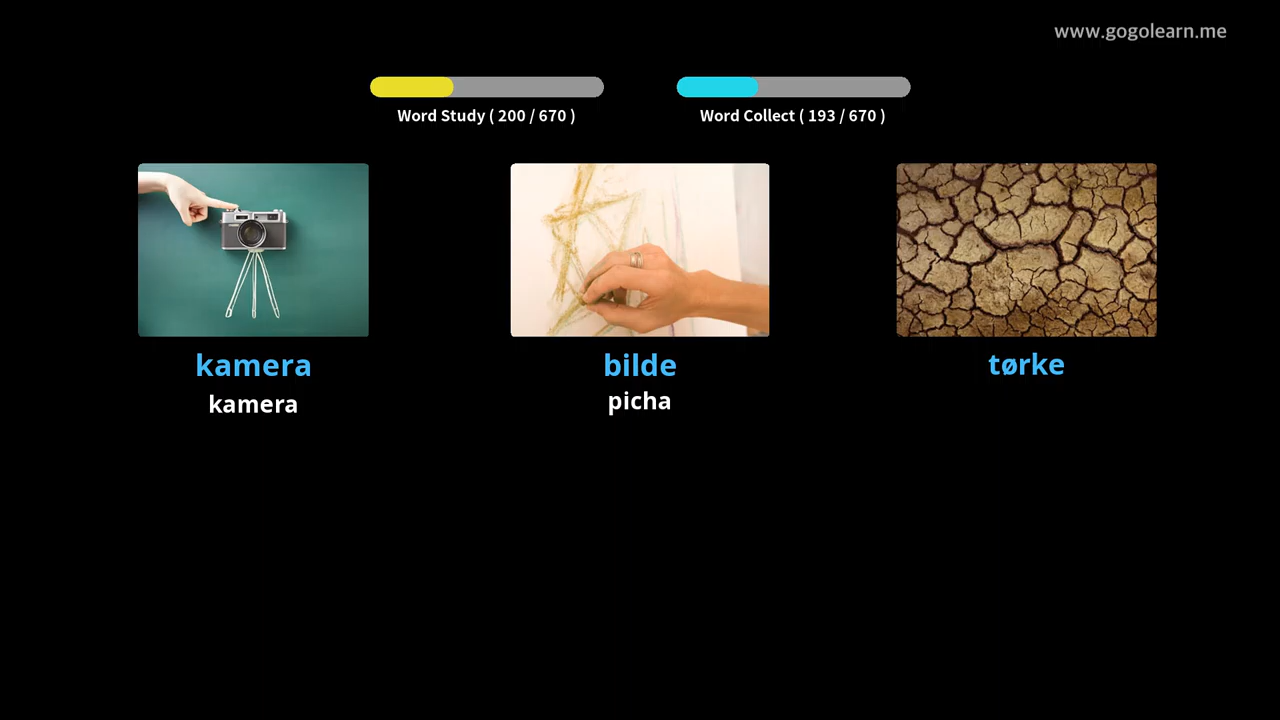 www.gogolearn.me
Word Study ( 200 / 670 )
Word Collect ( 193 / 670 )
kamera
kamera
bilde
picha
tørke